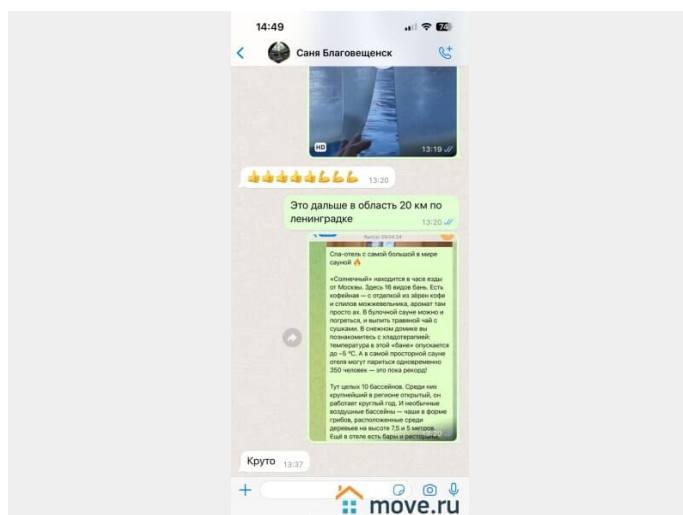 14:49
74
Саня Благовещенск
HD
13:19
13:20
Это дальше в область 20 км по
ленинградке
13:20
Спа-отель с самой большой в мире
сауной
«Солнечный» находится в часе езды
от Москвы. Здесь 16 видов бань. Есть
кофейная — с отделкой из зёрен кофе
и спилов можжевельника, аромат там
просто ах. В булочной сауне можно и
погреться, и выпить травяной чай с
сушками. В снежном домике вы
познакомитесь с кладотерапией:
температура в этой «бане» опускается
до −5 °C. А в самой просторной сауне
отеля могут париться одновременно
350 человек — это пока рекорд!
Тут целых 10 бассейнов. Среди них
крупнейший в регионе открытый, он
работает круглый год. И необычные
воздушные бассейны — чаши в форме
грибов, расположенные среди
деревьев на высоте 7,5 и 5 метров.
Ещё в отеле есть бары и рестораны,
Круто
13:37
move.ru